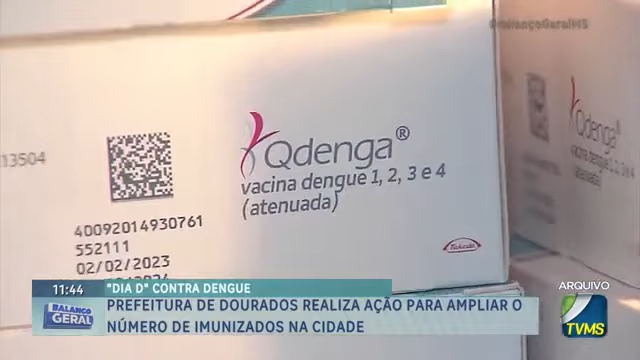 #BalançoGeralMS
13504
40092014930761
552111
02/02/2023
Qdenga®
vacina dengue 1, 2, 3 e 4
(atenuada)
Takeda
Qdenga®
vacina dengue 1, 2, 3 e 4
(atenuada)
11:44
"DIA D" CONTRA DENGUE
BALANÇO
GERAL
PREFEITURA DE DOURADOS REALIZA AÇÃO PARA AMPLIAR O
NÚMERO DE IMUNIZADOS NA CIDADE
ARQUIVO
TVMS